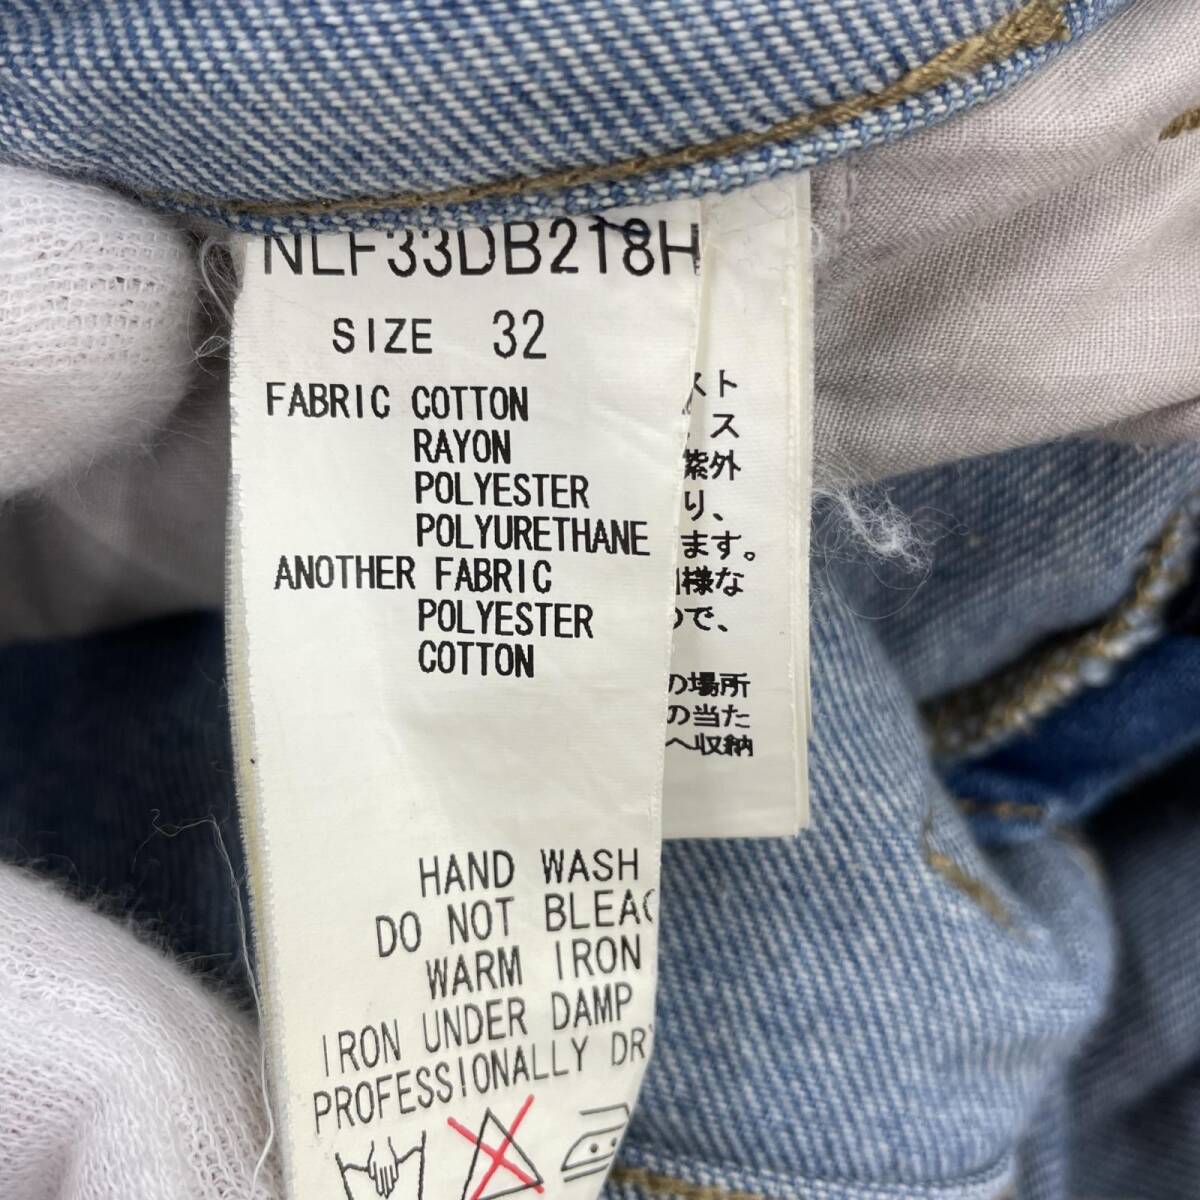 NLF33DB218H
SIZE 32
FABRIC COTTON
RAYON
POLYESTER
POLYURETHANE
ANOTHER FABRIC
POLYESTER
COTTON
HAND WASH
DO NOT
WARM IRON
IRON UNDER DAMP
PROFESSIONALLY
スト
ス
紫外
り、
ます。
様な
ので、
の場所
の当た
へ収納